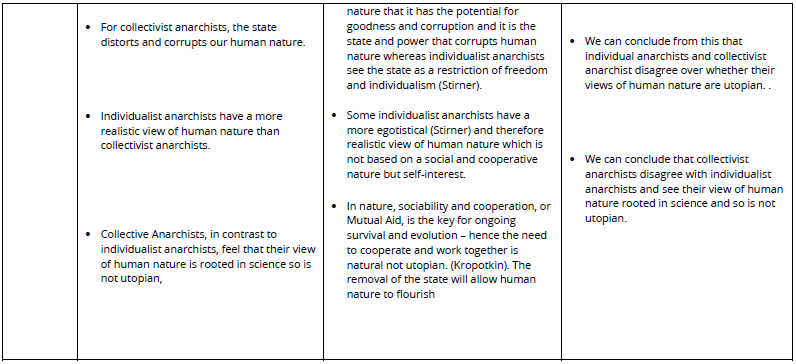 • For collectivist anarchists, the state
distorts and corrupts our human nature.
• Individualist anarchists have a more
realistic view of human nature than
collectivist anarchists.
• Collective Anarchists, in contrast to
individualist anarchists, feel that their view
of human nature is rooted in science so is
not utopian,
nature that it has the potential for
goodness and corruption and it is the
state and power that corrupts human
nature whereas individualist anarchists
see the state as a restriction of freedom
and individualism (Stirner).
• Some individualist anarchists have a
more egotistical (Stirner) and therefore
realistic view of human nature which is
not based on a social and cooperative
nature but self-interest.
• In nature, sociability and cooperation, or
Mutual Aid, is the key for ongoing
survival and evolution – hence the need
to cooperate and work together is
natural not utopian. (Kropotkin). The
removal of the state will allow human
nature to flourish
• We can conclude from this that
individual anarchists and collectivist
anarchist disagree over whether their
views of human nature are utopian. .
• We can conclude that collectivist
anarchists disagree with individualist
anarchists and see their view of human
nature rooted in science and so is not
utopian.